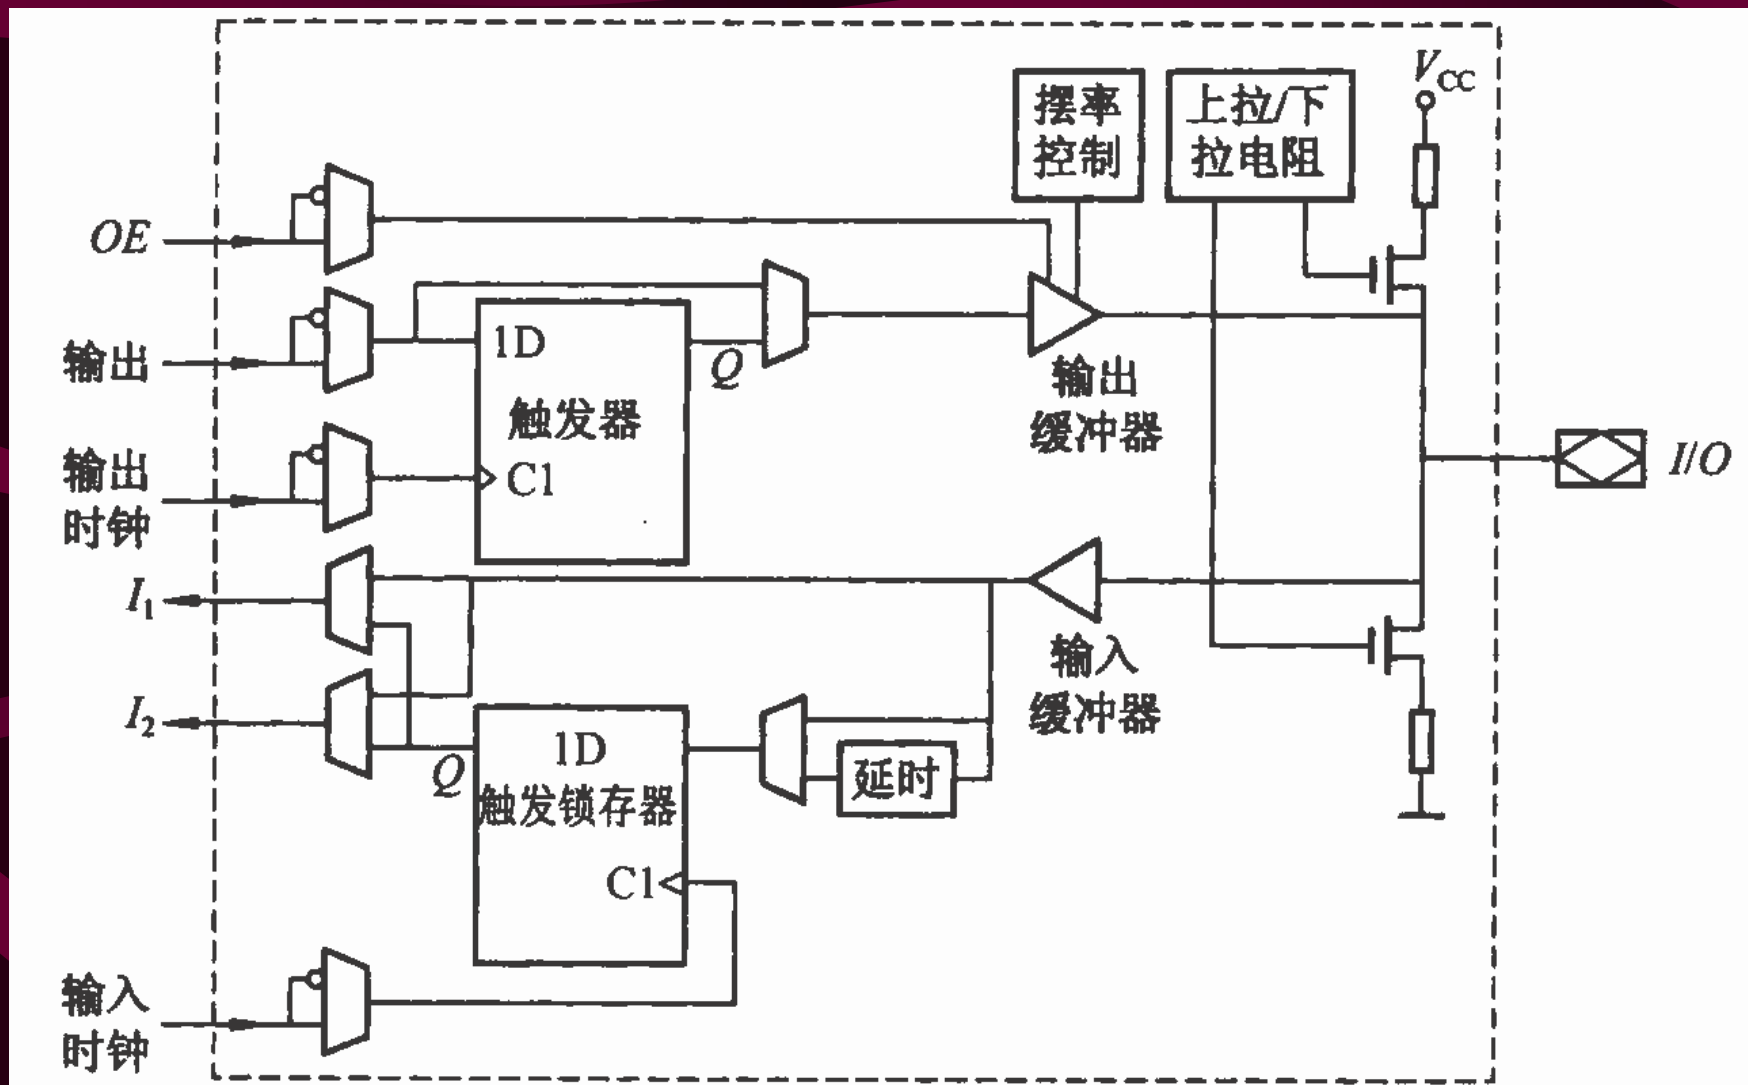 V_CC
摆率
控制
上拉/下
拉电阻
OE
输出
1D
Q
触发器
C1
输出
缓冲器
I/O
输出
时钟
I₁
输入
缓冲器
I₂
Q
1D
触发锁存器
延时
C1
输入
时钟